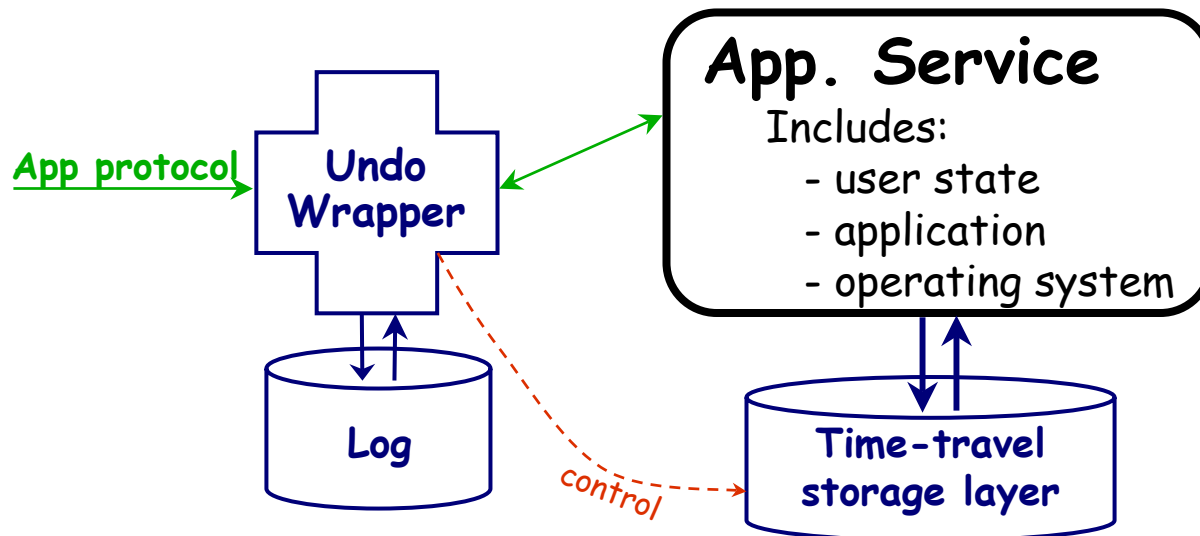 App. Service
Includes:
- user state
- application
- operating system
App protocol
Undo
Wrapper
Log
control
Time-travel
storage layer